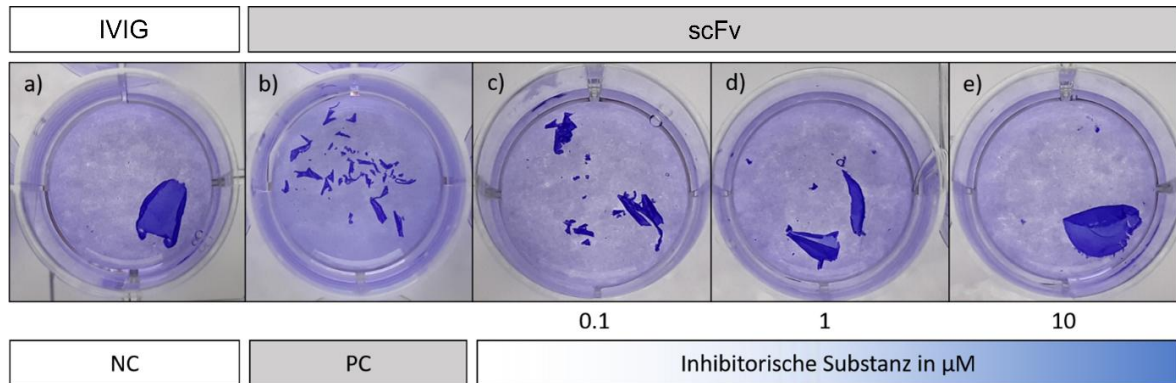 IVIG
scFv
a)
b)
c)
d)
e)
0.1
1
10
NC
PC
Inhibitorische Substanz in µM